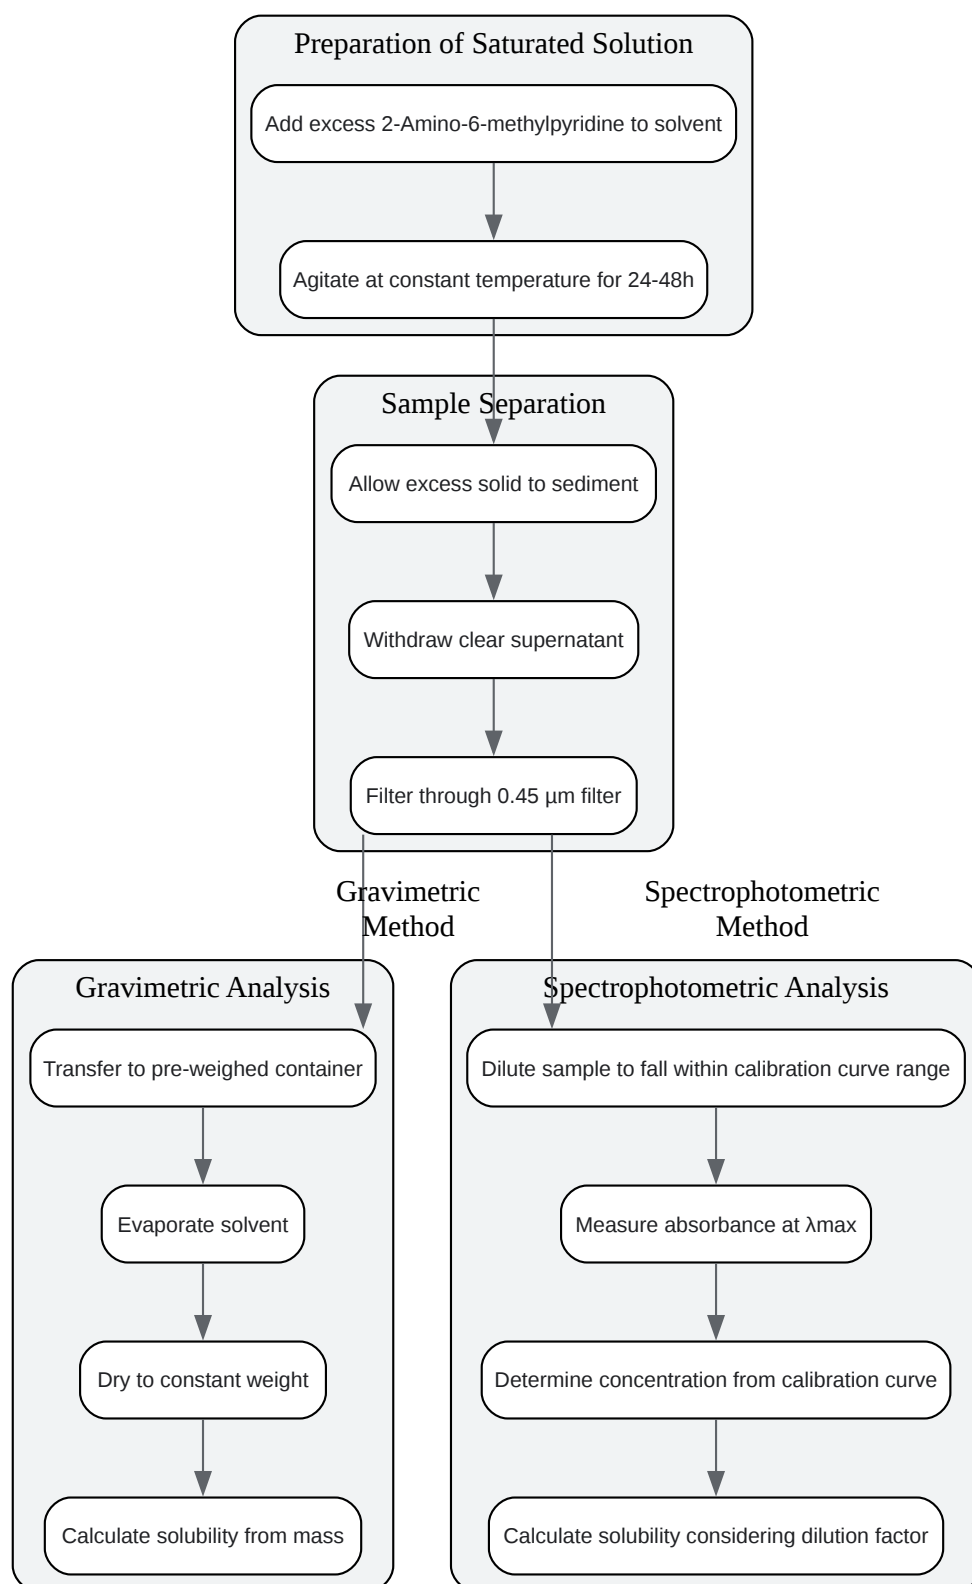 Preparation of Saturated Solution
Add excess 2-Amino-6-methylpyridine to solvent
Agitate at constant temperature for 24-48h
Sample Separation
Allow excess solid to sediment
Withdraw clear supernatant
Filter through 0.45 µm filter
Gravimetric
Method
Spectrophotometric
Method
Gravimetric Analysis
Transfer to pre-weighed container
Evaporate solvent
Dry to constant weight
Calculate solubility from mass
Spectrophotometric Analysis
Dilute sample to fall within calibration curve range
Measure absorbance at λmax
Determine concentration from calibration curve
Calculate solubility considering dilution factor